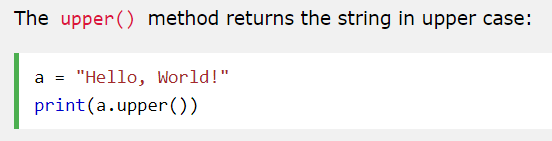 The upper() method returns the string in upper case:
a = "Hello, World!"
print(a.upper())